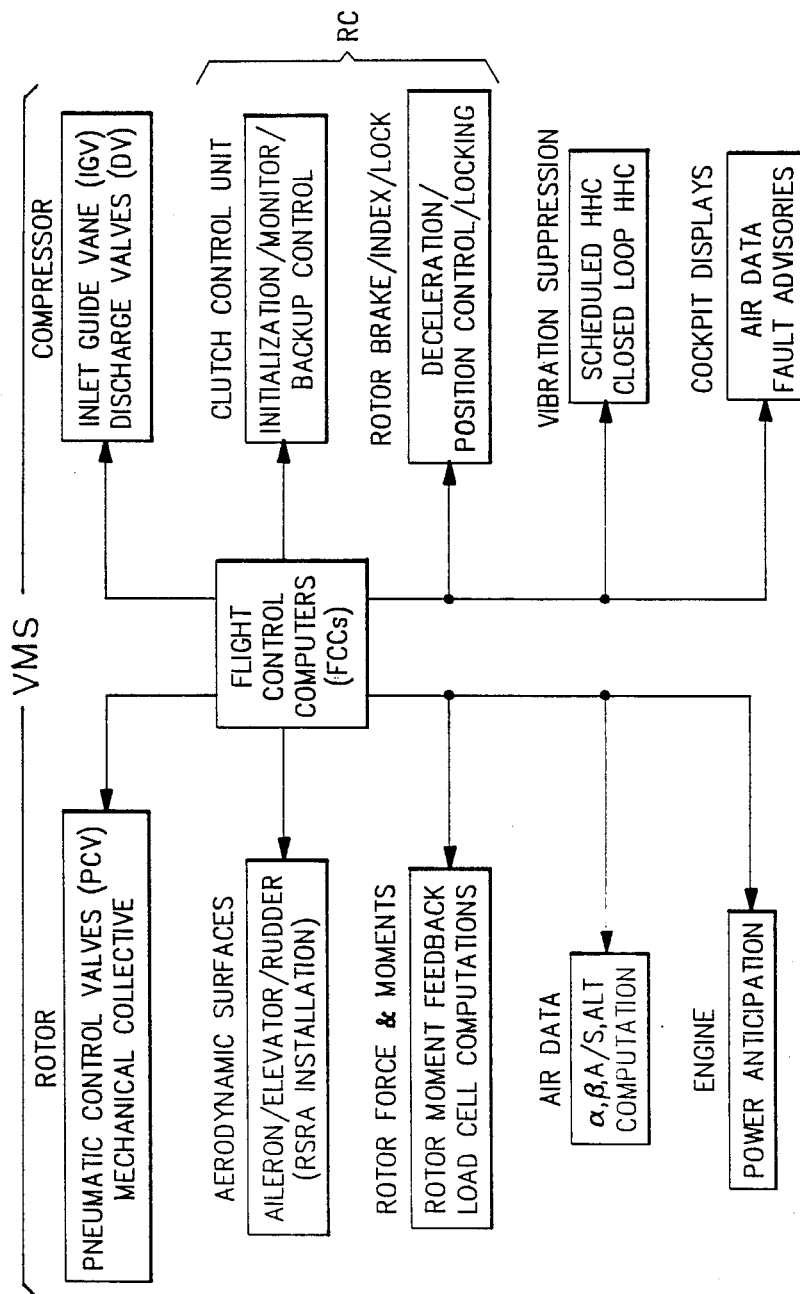 VMS
ROTOR
PNEUMATIC CONTROL VALVES (PCV)
MECHANICAL COLLECTIVE
AERODYNAMIC SURFACES
AILERON/ELEVATOR/RUDDER
(RSRA INSTALLATION)
ROTOR FORCE & MOMENTS
ROTOR MOMENT FEEDBACK
LOAD CELL COMPUTATIONS
AIR DATA
α,β,A/S,ALT
COMPUTATION
ENGINE
POWER ANTICIPATION
FLIGHT
CONTROL
COMPUTERS
(FCCs)
COMPRESSOR
INLET GUIDE VANE (IGV)
DISCHARGE VALVES (DV)
CLUTCH CONTROL UNIT
INITIALIZATION/MONITOR/
BACKUP CONTROL
ROTOR BRAKE/INDEX/LOCK
DECELERATION/
POSITION CONTROL/LOCKING
RC
VIBRATION SUPPRESSION
SCHEDULED HHC
CLOSED LOOP HHC
COCKPIT DISPLAYS
AIR DATA
FAULT ADVISORIES